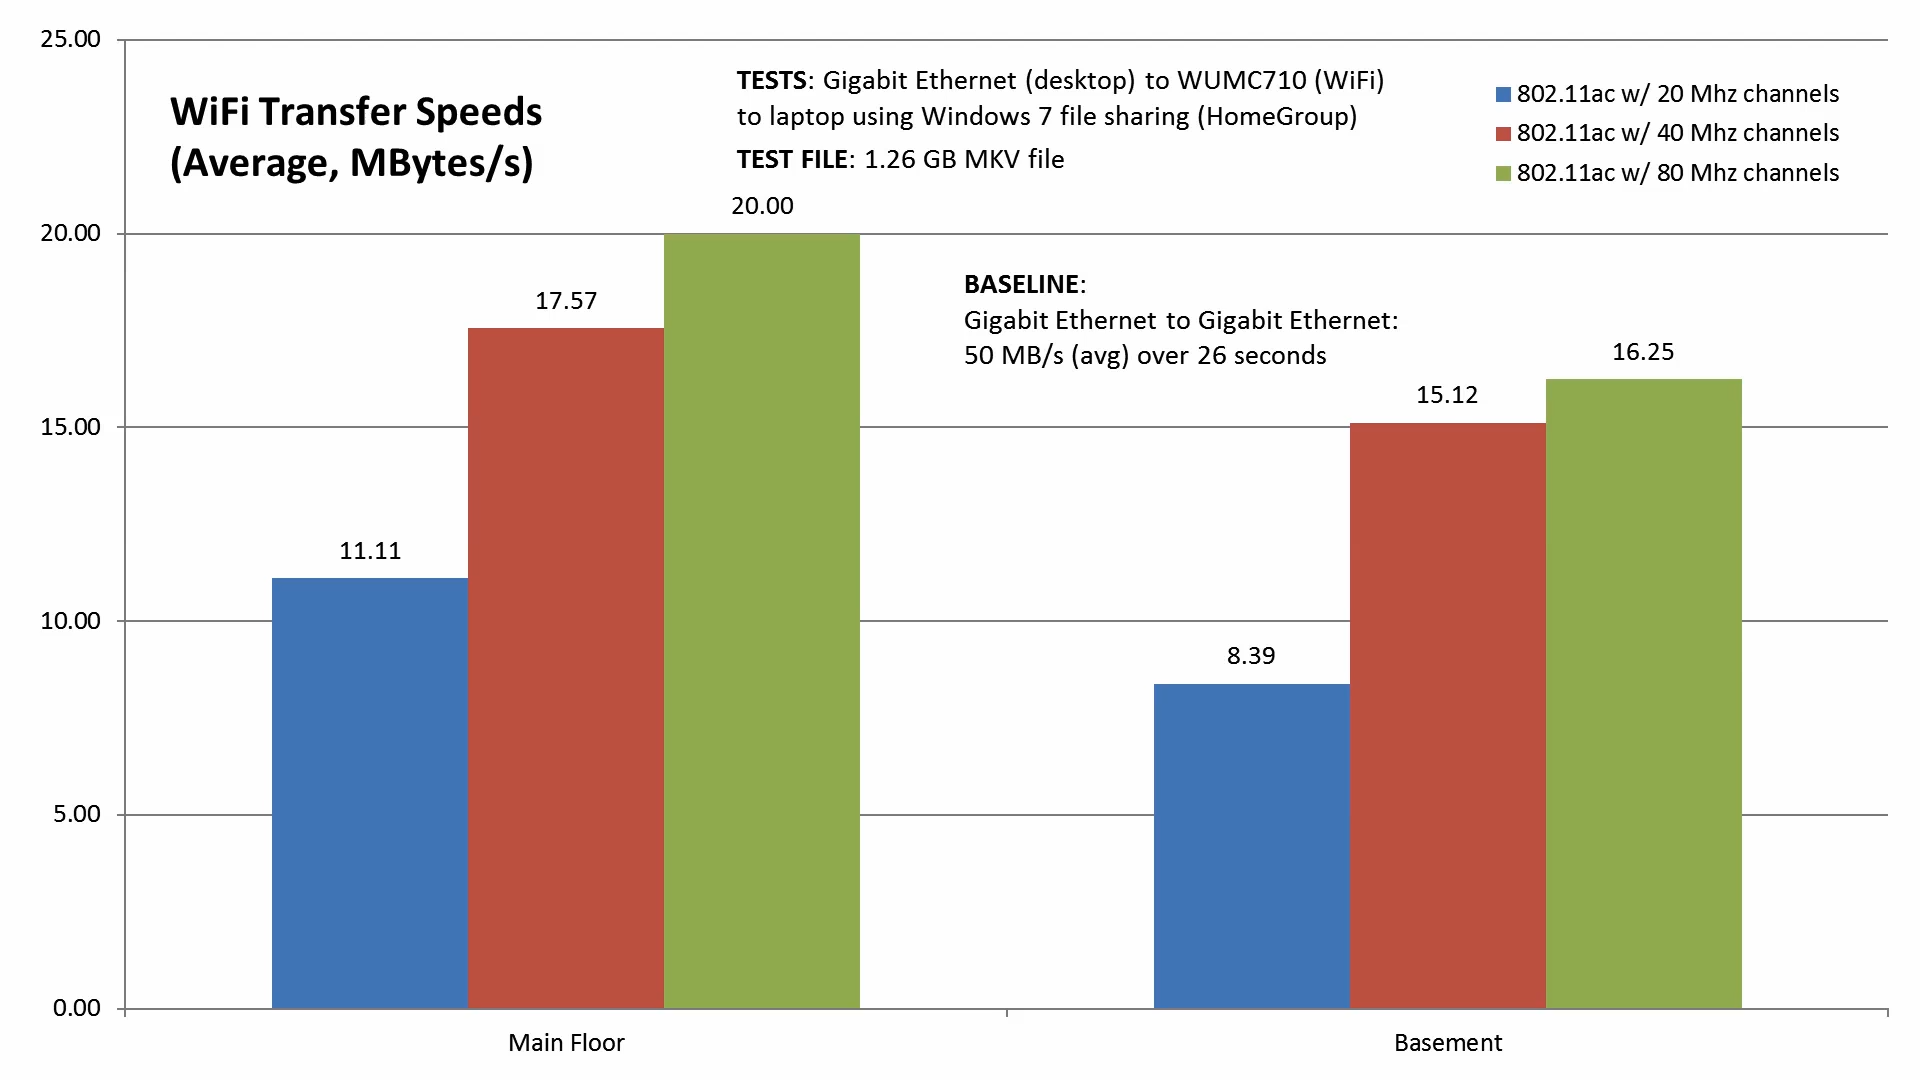 WiFi Transfer Speeds
(Average, MBytes/s)
TESTS: Gigabit Ethernet (desktop) to WUMC710 (WiFi)
to laptop using Windows 7 file sharing (HomeGroup)
TEST FILE: 1.26 GB MKV file
802.11ac w/ 20 Mhz channels
802.11ac w/ 40 Mhz channels
802.11ac w/ 80 Mhz channels
BASELINE:
Gigabit Ethernet to Gigabit Ethernet:
50 MB/s (avg) over 26 seconds
25.00
20.00
15.00
10.00
5.00
0.00
11.11
17.57
20.00
8.39
15.12
16.25
Main Floor
Basement